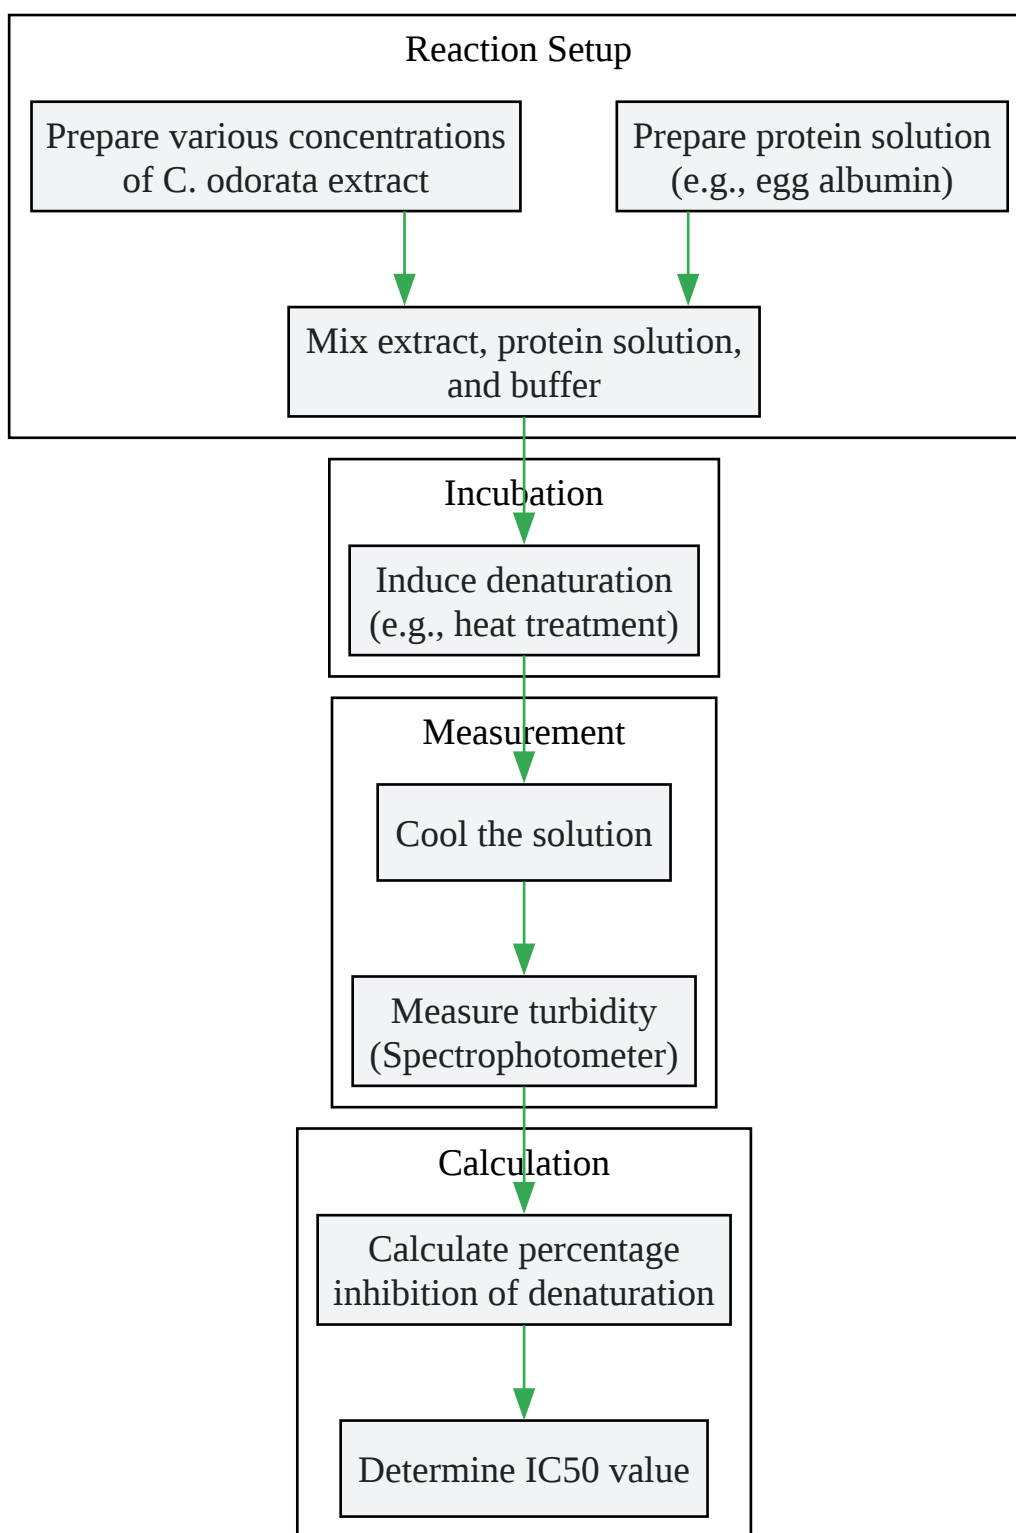 Reaction Setup
Prepare various concentrations
of C. odorata extract
Prepare protein solution
(e.g., egg albumin)
Mix extract, protein solution,
and buffer
Incubation
Induce denaturation
(e.g., heat treatment)
Measurement
Cool the solution
Measure turbidity
(Spectrophotometer)
Calculation
Calculate percentage
inhibition of denaturation
Determine IC50 value